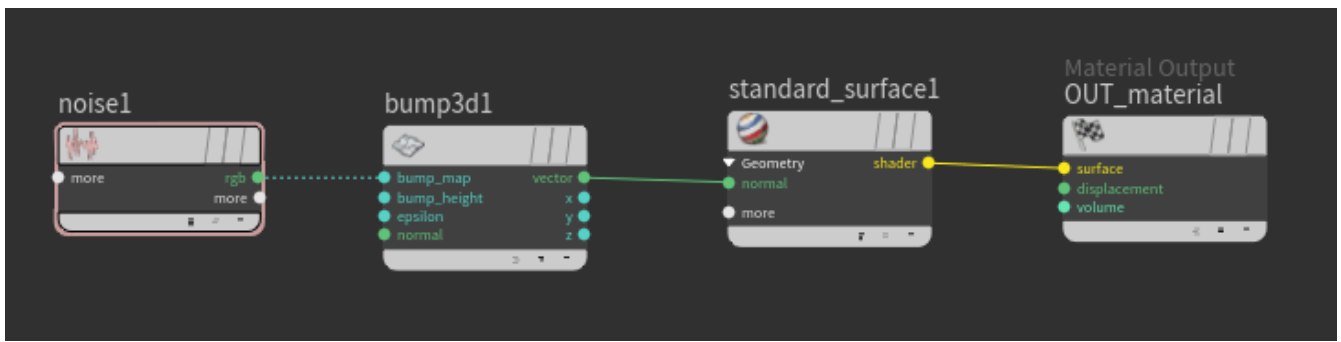 noise1
more
rgb
more
bump3d1
bump_map
vector
bump_height
x
epsilon
y
normal
z
standard_surface1
Geometry
shader
normal
more
Material Output
OUT_material
surface
displacement
volume